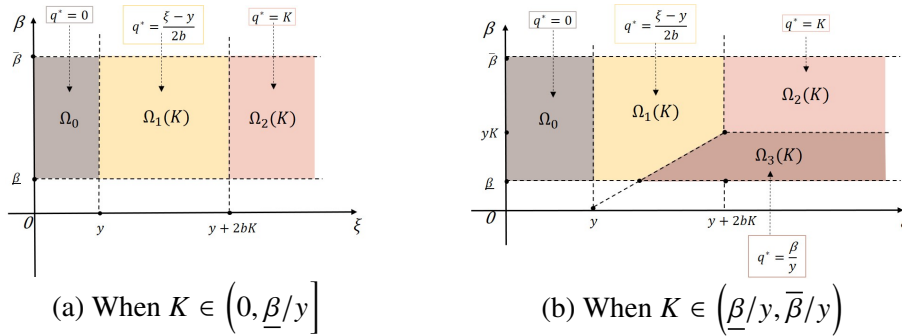 β
q* = 0
q* = (ξ − y)/2b
q* = K
β̅
Ω₀
Ω₁(K)
Ω₂(K)
β̲
0
y
y + 2bK
ξ
(a) When K ∈ (0, β̲/y]
β
q* = 0
q* = (ξ − y)/2b
q* = K
β̅
Ω₀
Ω₁(K)
Ω₂(K)
yK
Ω₃(K)
β̲
0
y
y + 2bK
q* = β/y
(b) When K ∈ (β̲/y, β̅/y)